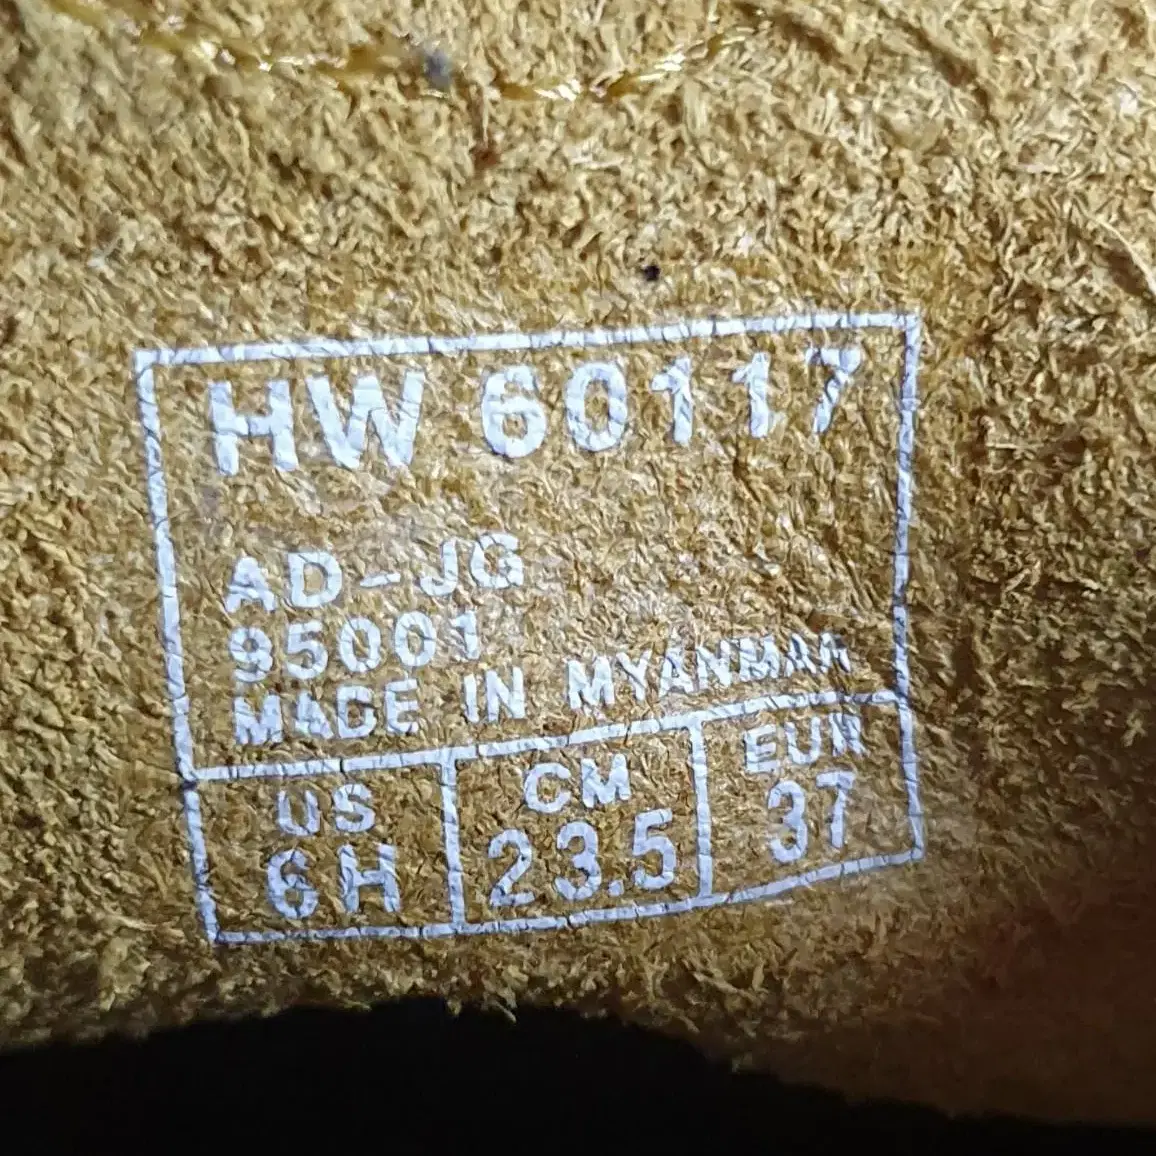 HW 60117
AD-JG
95001
MADE IN MYANMAR
US CM EUR
6H 23.5 37